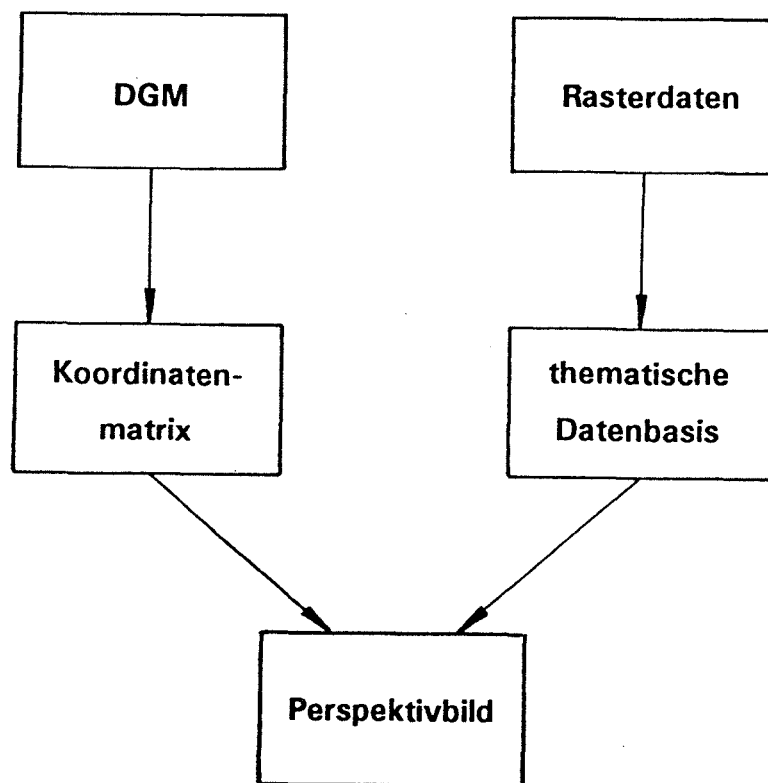 DGM
Rasterdaten
Koordinaten-
matrix
thematische
Datenbasis
Perspektivbild